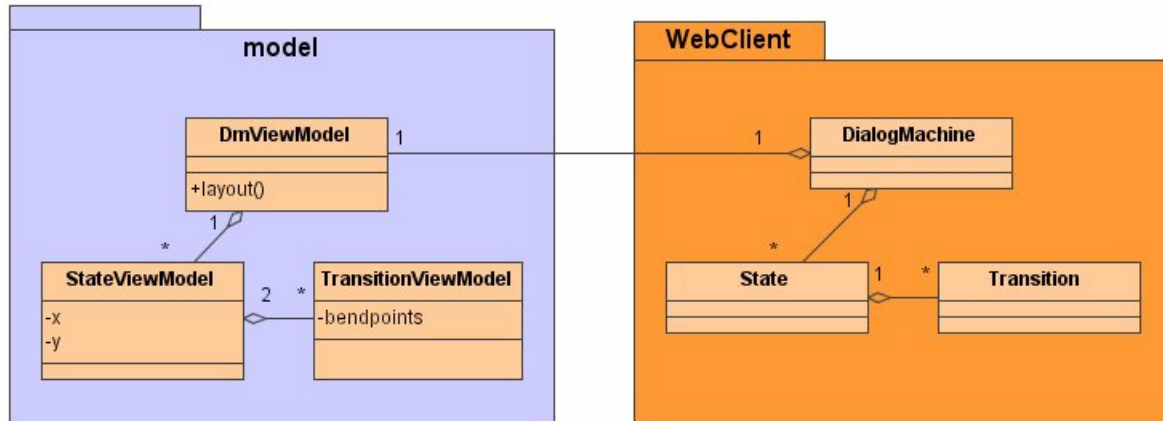 model
WebClient
DmViewModel
+layout()
1
1
DialogMachine
1
*
1
*
StateViewModel
-x
-y
2
*
TransitionViewModel
-bendpoints
State
1
*
Transition